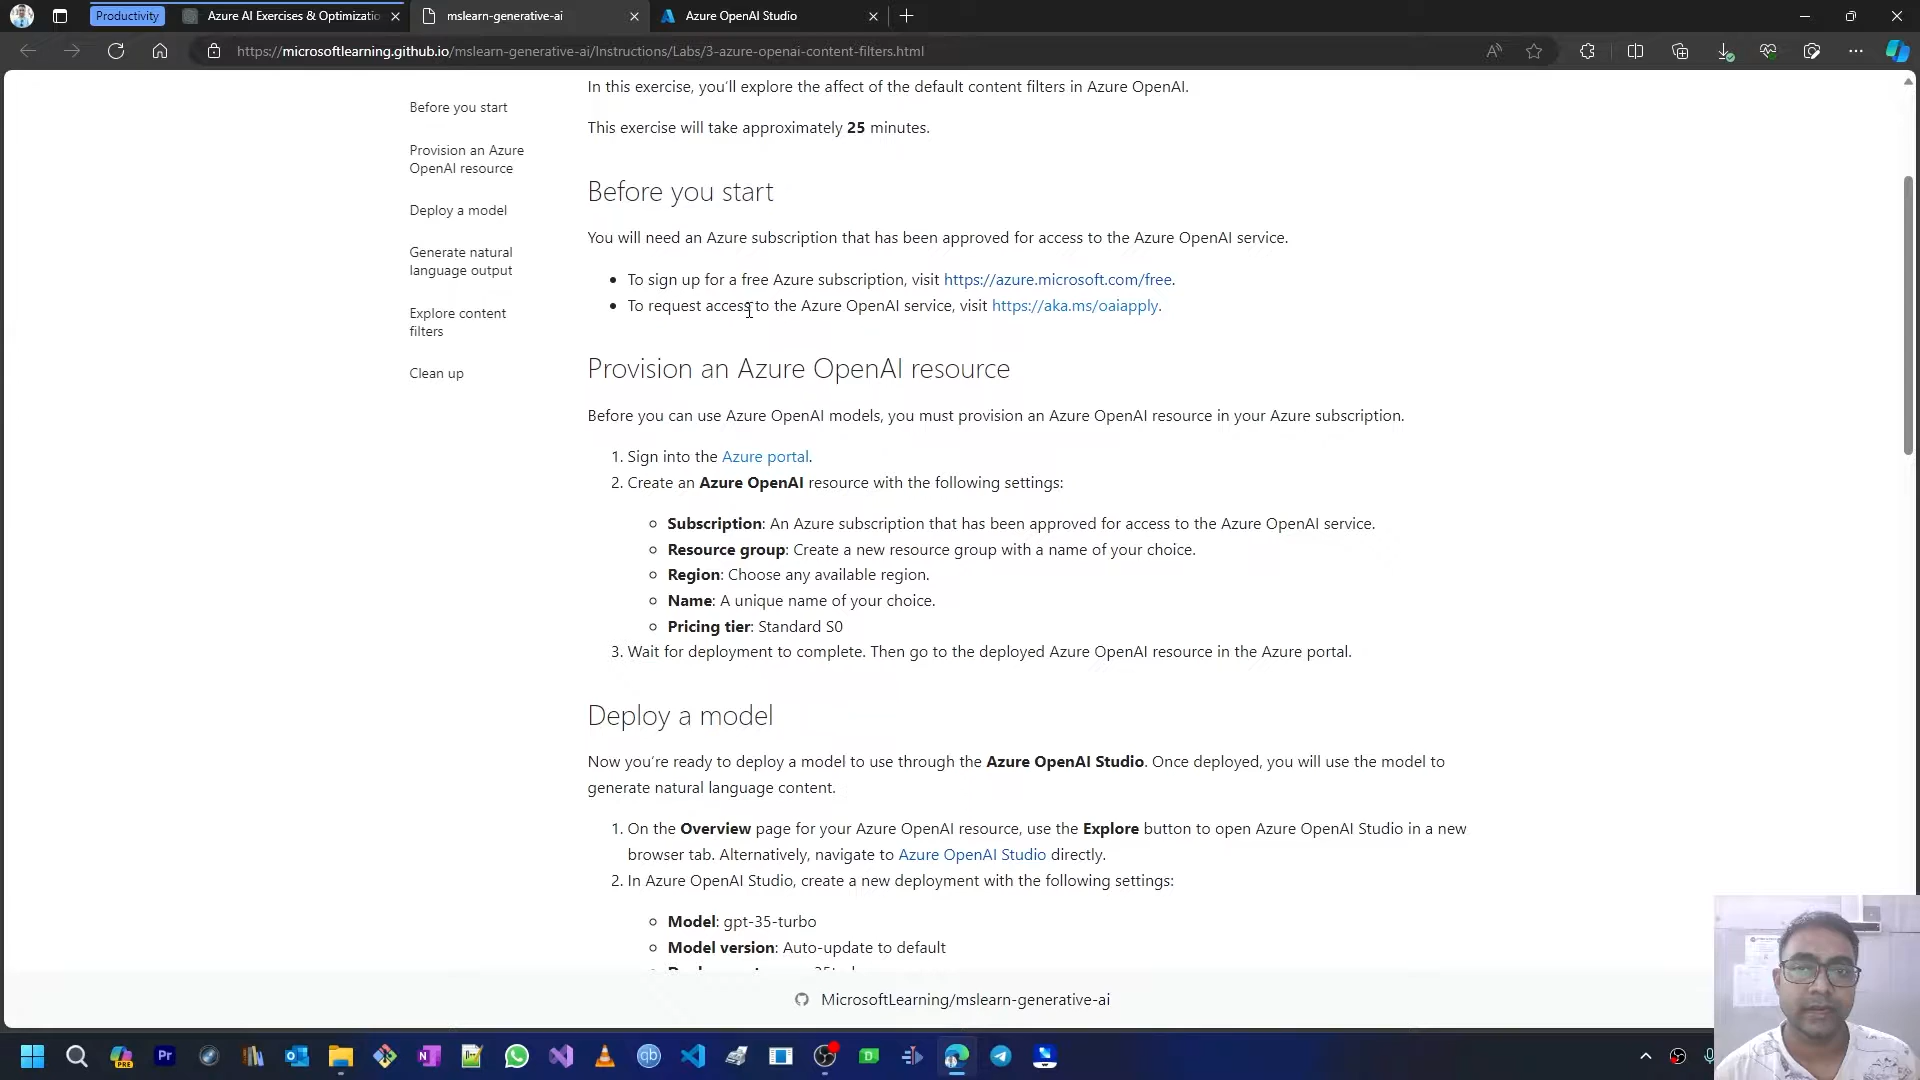 Productivity
Azure AI Exercises & Optimizatio
mslearn-generative-ai
Azure OpenAI Studio
https://microsoftlearning.github.io/mslearn-generative-ai/Instructions/Labs/3-azure-openai-content-filters.html
Before you start
Provision an Azure
OpenAI resource
Deploy a model
Generate natural
language output
Explore content
filters
Clean up
In this exercise, you'll explore the affect of the default content filters in Azure OpenAI.
This exercise will take approximately 25 minutes.
Before you start
You will need an Azure subscription that has been approved for access to the Azure OpenAI service.
• To sign up for a free Azure subscription, visit https://azure.microsoft.com/free.
• To request access to the Azure OpenAI service, visit https://aka.ms/oaiapply.
Provision an Azure OpenAI resource
Before you can use Azure OpenAI models, you must provision an Azure OpenAI resource in your Azure subscription.
1. Sign into the Azure portal.
2. Create an Azure OpenAI resource with the following settings:
Subscription: An Azure subscription that has been approved for access to the Azure OpenAI service.
Resource group: Create a new resource group with a name of your choice.
Region: Choose any available region.
Name: A unique name of your choice.
Pricing tier: Standard S0
3. Wait for deployment to complete. Then go to the deployed Azure OpenAI resource in the Azure portal.
Deploy a model
Now you're ready to deploy a model to use through the Azure OpenAI Studio. Once deployed, you will use the model to
generate natural language content.
1. On the Overview page for your Azure OpenAI resource, use the Explore button to open Azure OpenAI Studio in a new
browser tab. Alternatively, navigate to Azure OpenAI Studio directly.
2. In Azure OpenAI Studio, create a new deployment with the following settings:
Model: gpt-35-turbo
Model version: Auto-update to default
MicrosoftLearning/mslearn-generative-ai
PRE
Pr
qb